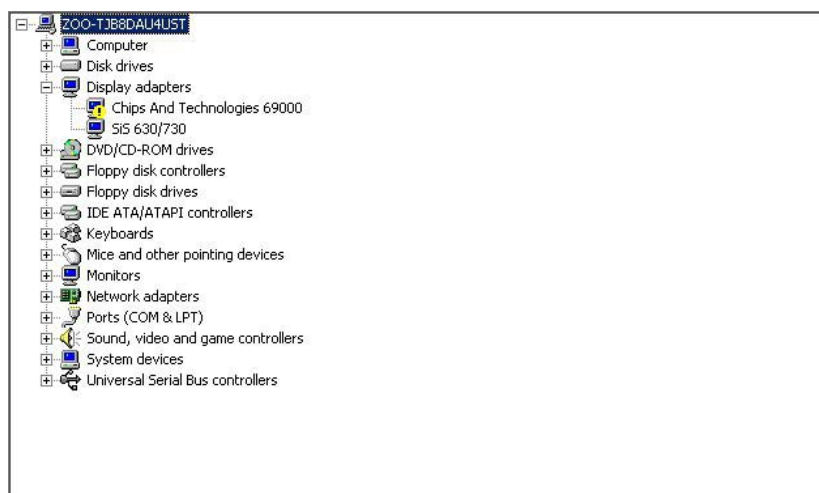 ZOO-TJB8DAU4UST
Computer
Disk drives
Display adapters
Chips And Technologies 69000
SiS 630/730
DVD/CD-ROM drives
Floppy disk controllers
Floppy disk drives
IDE ATA/ATAPI controllers
Keyboards
Mice and other pointing devices
Monitors
Network adapters
Ports (COM & LPT)
Sound, video and game controllers
System devices
Universal Serial Bus controllers